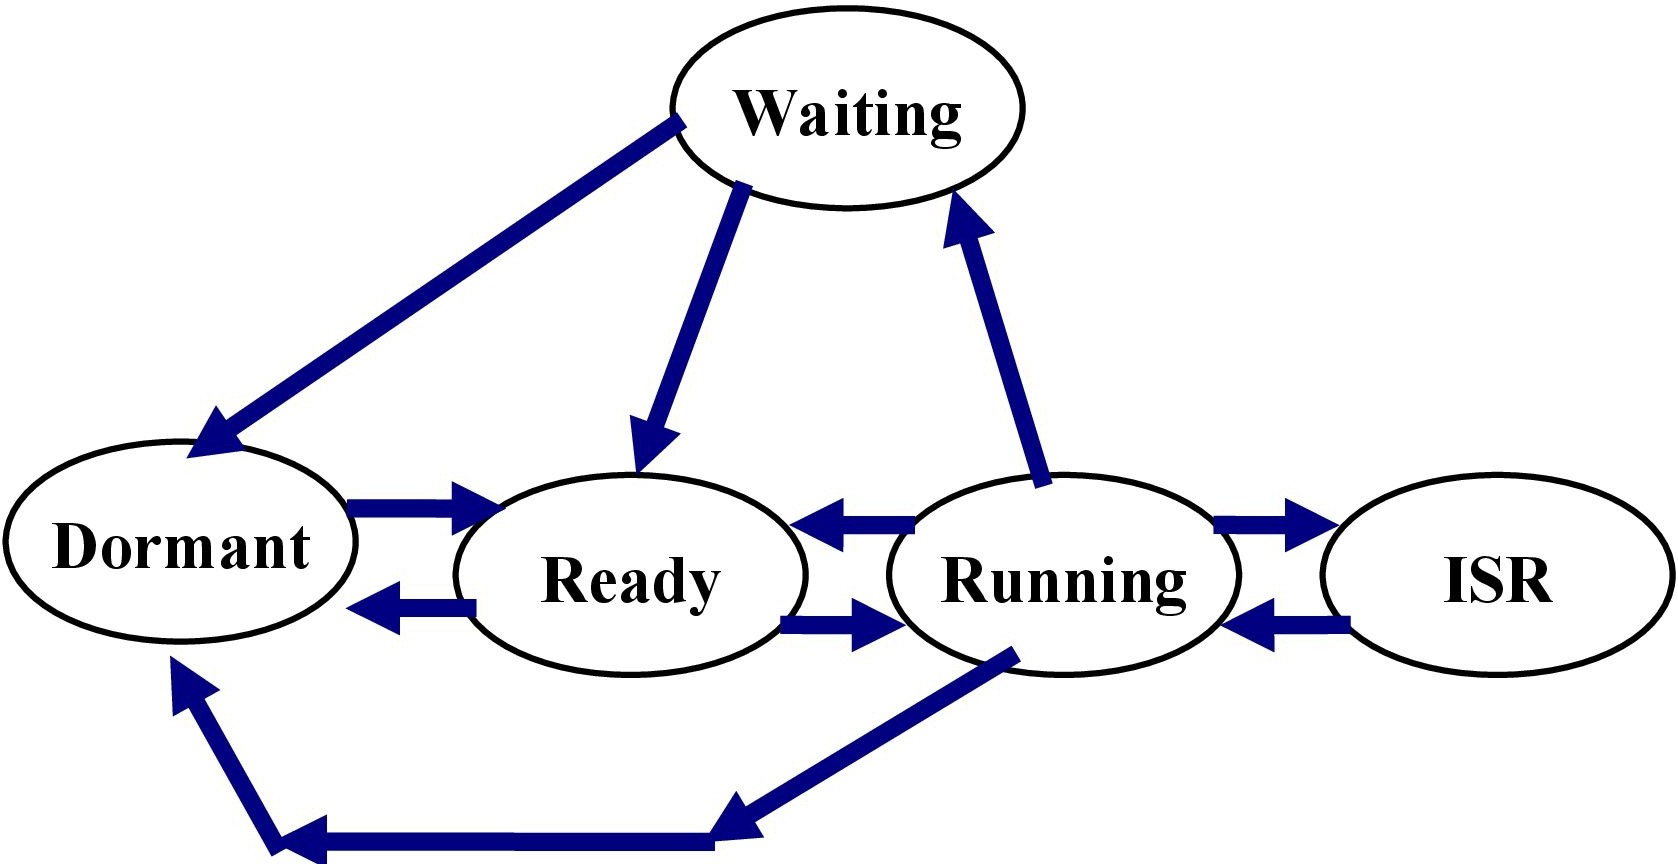 Waiting
Dormant
Ready
Running
ISR